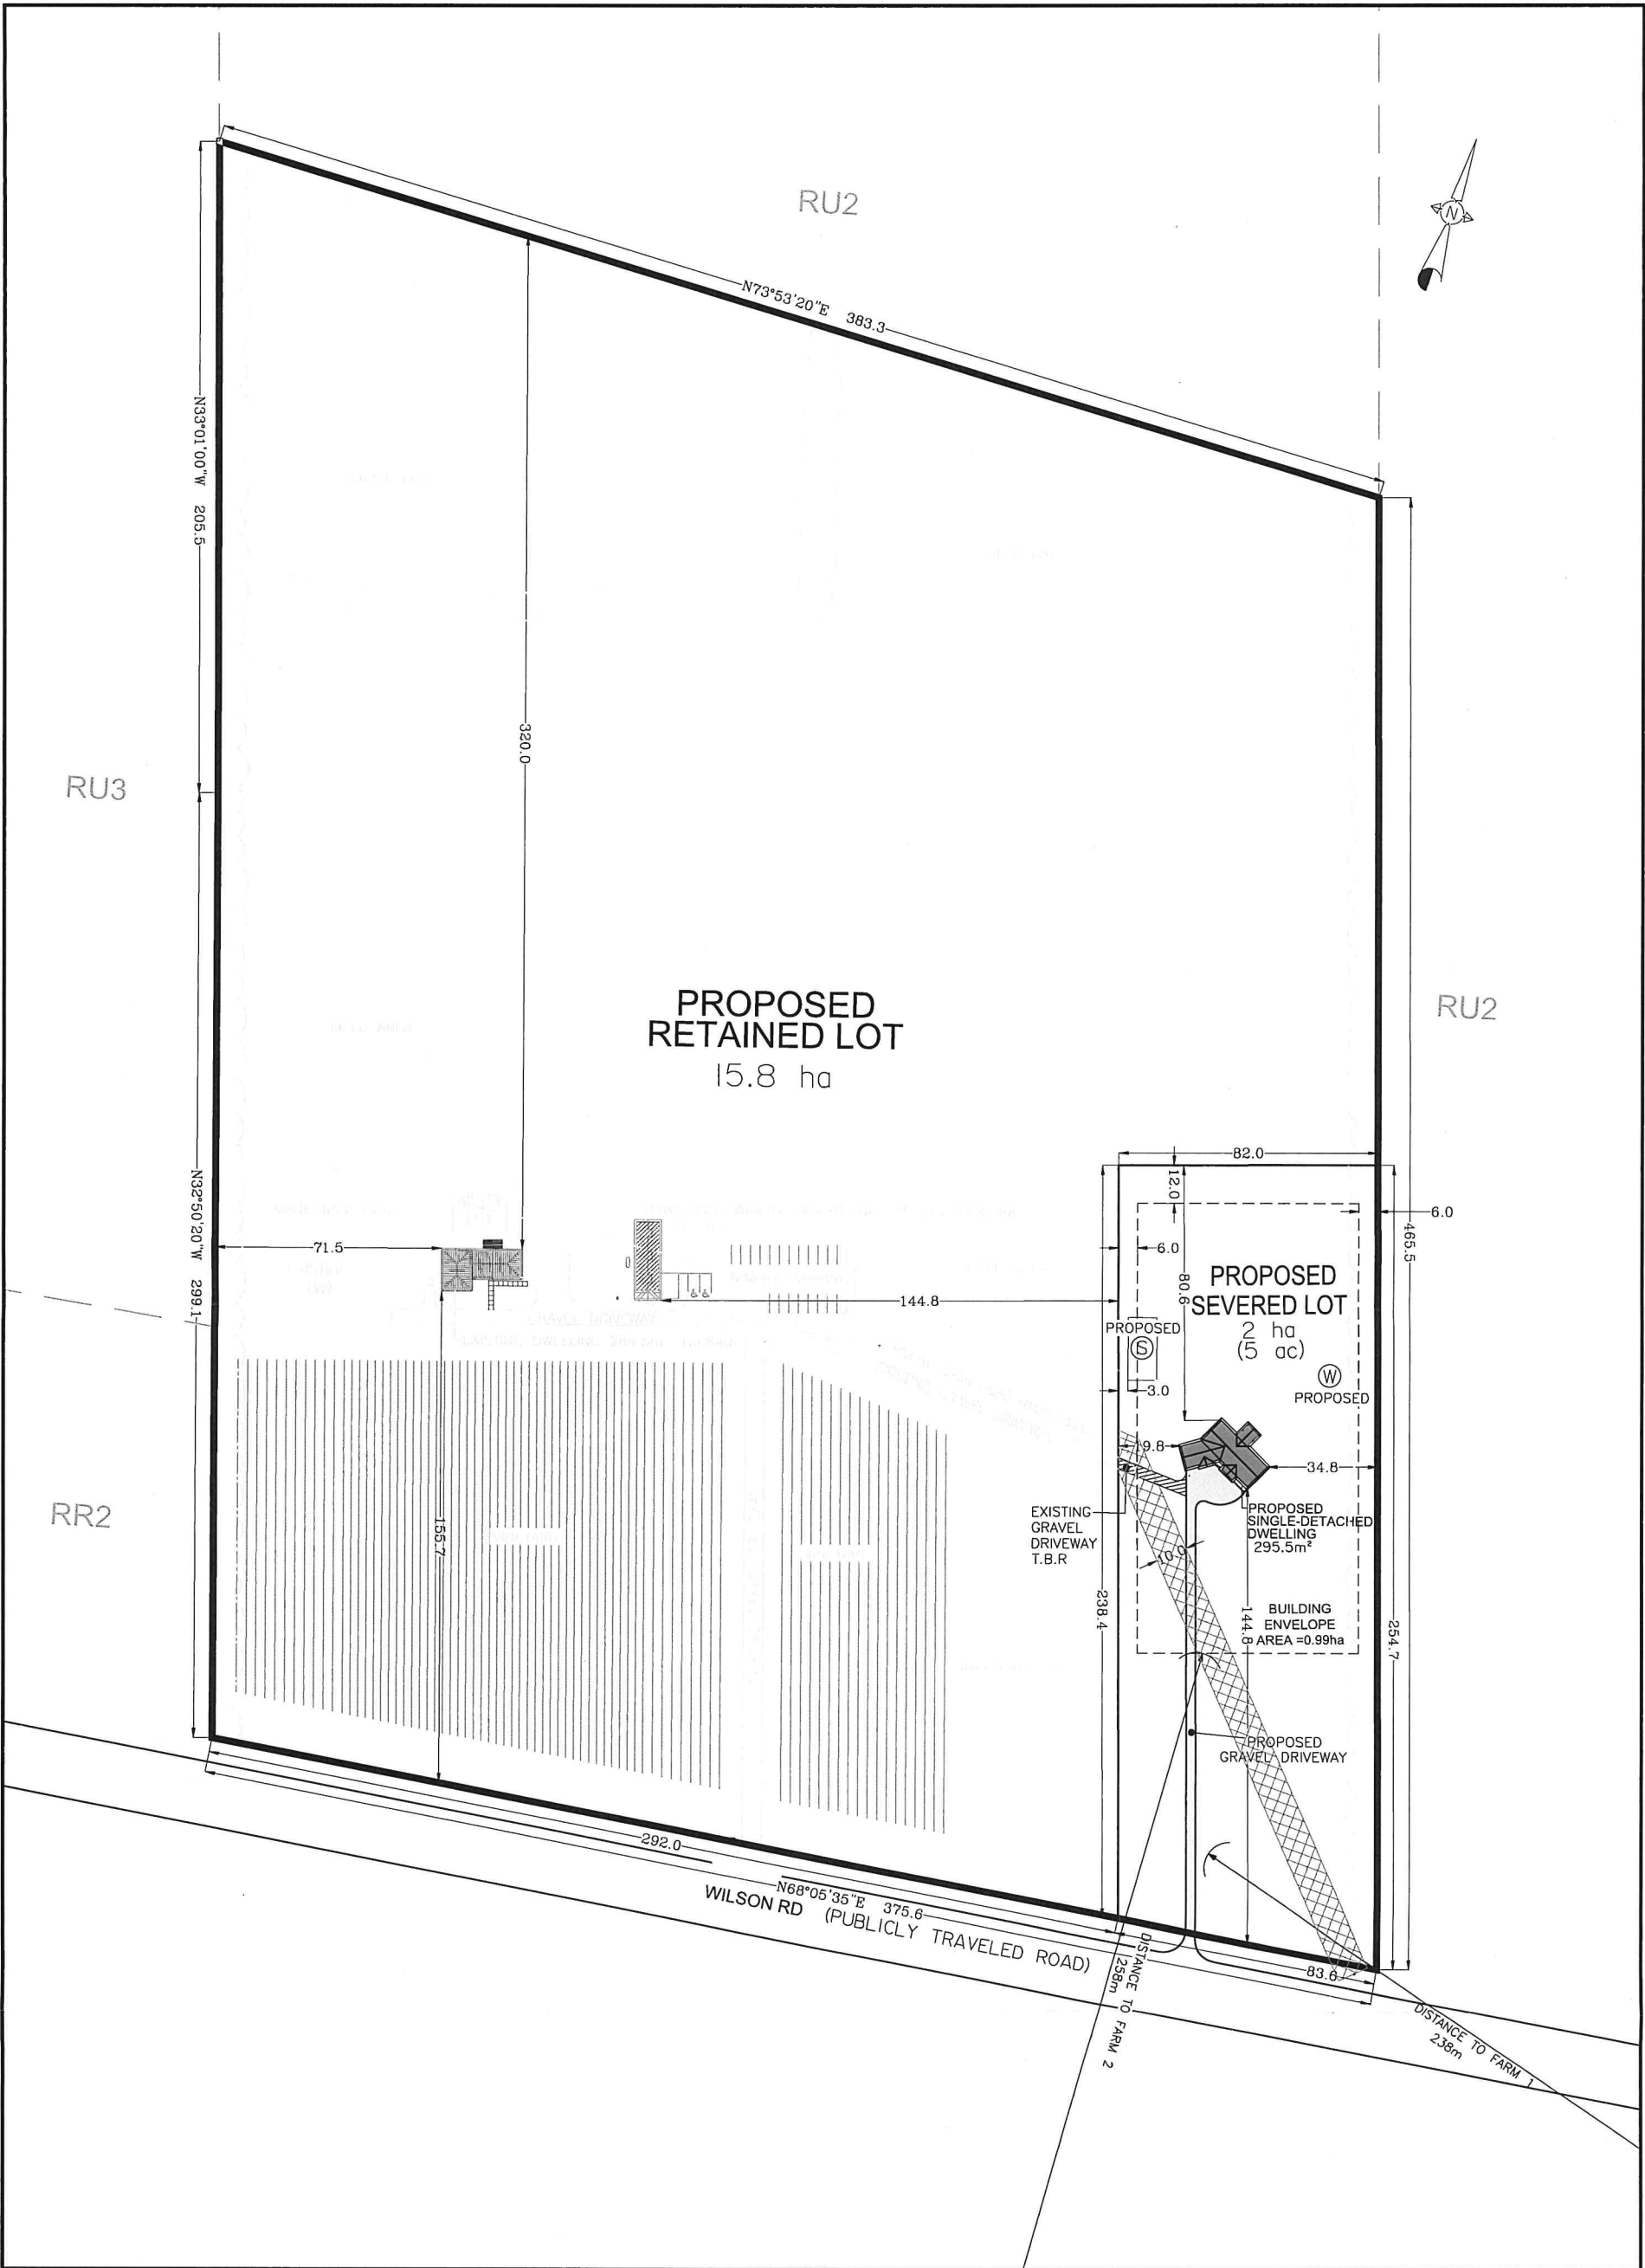 RU2
N
N73°53'20"E 383.3
N33°01'00"W 205.5
320.0
RU3
RU2
PROPOSED
RETAINED LOT
15.8 ha
82.0
12.0
6.0
465.5
N32°50'20"W 299.1
71.5
6.0
80.6
PROPOSED
SEVERED LOT
2 ha
(5 ac)
144.8
PROPOSED
S
W
PROPOSED
3.0
9.8
34.8
RR2
EXISTING
GRAVEL
DRIVEWAY
T.B.R
PROPOSED
SINGLE-DETACHED
DWELLING
295.5m²
10.0
155.7
238.4
144.8
BUILDING
ENVELOPE
AREA =0.99ha
254.7
PROPOSED
GRAVEL DRIVEWAY
292.0
N68°05'35"E 375.6
WILSON RD (PUBLICLY TRAVELED ROAD)
83.6
DISTANCE TO FARM 2
258m
DISTANCE TO FARM 1
238m